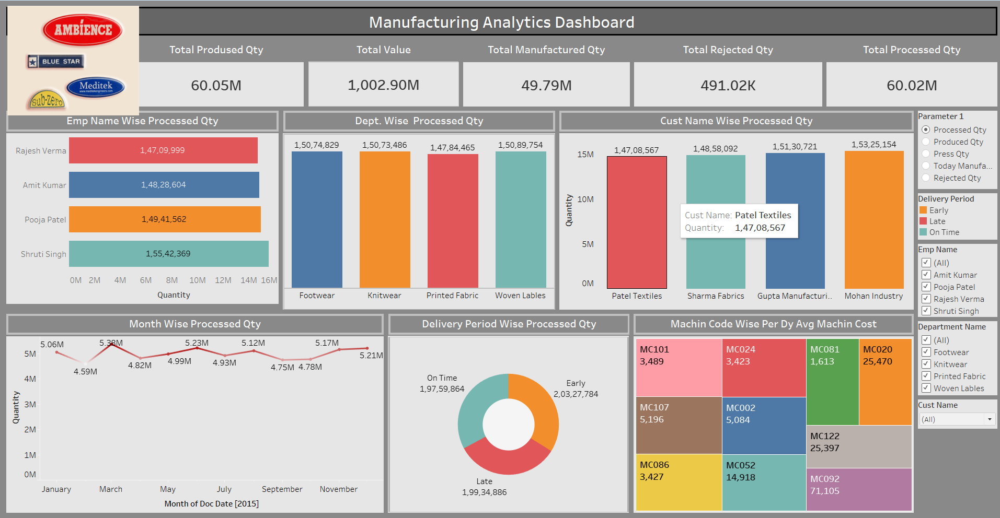 AMBIENCE
BLUE STAR
Meditek
www.meditekengineers.com
Sub-Zero
Manufacturing Analytics Dashboard
Total Prodused Qty
60.05M
Total Value
1,002.90M
Total Manufactured Qty
49.79M
Total Rejected Qty
491.02K
Total Processed Qty
60.02M
Emp Name Wise Processed Qty
Rajesh Verma 1,47,09,999
Amit Kumar 1,48,28,604
Pooja Patel 1,49,41,562
Shruti Singh 1,55,42,369
0M 2M 4M 6M 8M 10M 12M 14M 16M
Quantity
Dept. Wise Processed Qty
1,50,74,829 1,50,73,486 1,47,84,465 1,50,89,754
Footwear Knitwear Printed Fabric Woven Lables
Cust Name Wise Processed Qty
1,47,08,567 1,48,58,092 1,51,30,721 1,53,25,154
15M
10M
5M
0M
Quantity
Cust Name: Patel Textiles
Quantity: 1,47,08,567
Patel Textiles Sharma Fabrics Gupta Manufacturi.. Mohan Industry
Parameter 1
Processed Qty
Produced Qty
Press Qty
Today Manufa...
Rejected Qty
Delivery Period
Early
Late
On Time
Emp Name
(All)
Amit Kumar
Pooja Patel
Rajesh Verma
Shruti Singh
Department Name
(All)
Footwear
Knitwear
Printed Fabric
Woven Lables
Cust Name
(All)
Month Wise Processed Qty
5.06M 4.59M 5.38M 4.82M 4.99M 5.23M 4.93M 5.12M 4.75M 4.78M 5.17M 5.21M
5M
4M
3M
2M
1M
0M
Quantity
January March May July September November
Month of Doc Date [2015]
Delivery Period Wise Processed Qty
On Time
1,97,59,864
Early
2,03,27,784
Late
1,99,34,886
Machin Code Wise Per Dy Avg Machin Cost
MC101
3,489
MC107
5,196
MC086
3,427
MC024
3,423
MC002
5,084
MC052
14,918
MC081
1,613
MC020
25,470
MC122
25,397
MC092
71,105